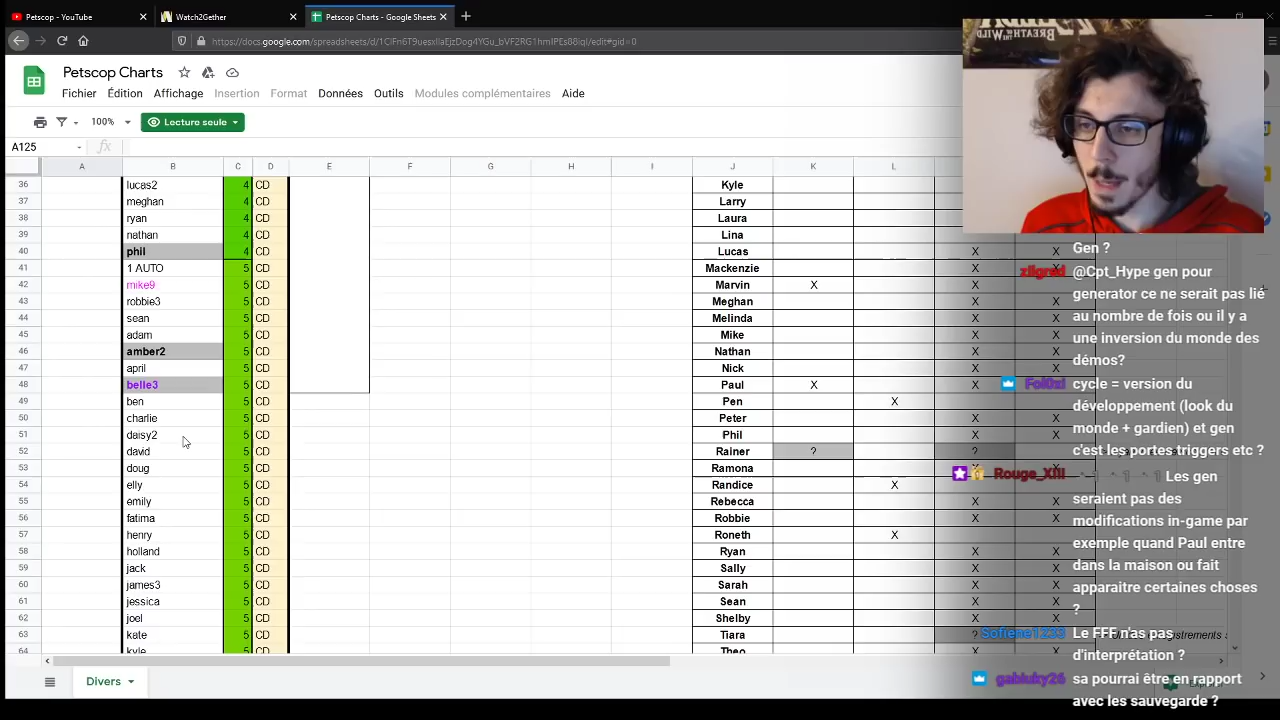 Petscop - YouTube
Watch2Gether
Petscop Charts - Google Sheets
Petscop Charts
Fichier Édition Affichage Insertion Format Données Outils Modules complémentaires Aide
100% Lecture seule
A125 fx
A B C D E F G H I J K L
36 lucas2 4 CD Kyle
37 meghan 4 CD Larry
38 ryan 4 CD Laura
39 nathan 4 CD Lina
40 phil 4 CD Lucas X X
41 1 AUTO 5 CD Mackenzie X X
42 mike9 5 CD Marvin X X
43 robbie3 5 CD Meghan X X
44 sean 5 CD Melinda X X
45 adam 5 CD Mike X X
46 amber2 5 CD Nathan X X
47 april 5 CD Nick X X
48 belle3 5 CD Paul X X
49 ben 5 CD Pen X
50 charlie 5 CD Peter X X
51 daisy2 5 CD Phil X X
52 david 5 CD Rainer ? ?
53 doug 5 CD Ramona X
54 elly 5 CD Randice X
55 emily 5 CD Rebecca X X
56 fatima 5 CD Robbie X X
57 henry 5 CD Roneth X
58 holland 5 CD Ryan X X
59 jack 5 CD Sally X X
60 james3 5 CD Sarah X X
61 jessica 5 CD Sean X X
62 joel 5 CD Shelby X X
63 kate 5 CD Tiara ?
64 kyle 5 CD Theo X X
Divers
Gen ?
zilgred @Cpt_Hype gen pour
generator ce ne serait pas lié
au nombre de fois ou il y a
une inversion du monde des
démos?
cycle = version du
développement (look du
monde + gardien) et gen
c'est les portes triggers etc ?
Rouge_XIII Les gen
seraient pas des
modifications in-game par
exemple quand Paul entre
dans la maison ou fait
apparaitre certaines choses
?
Sofiene1233 Le FFF n'as pas
d'interprétation ?
gabluky26 sa pourrai être en rapport
avec les sauvegarde ?